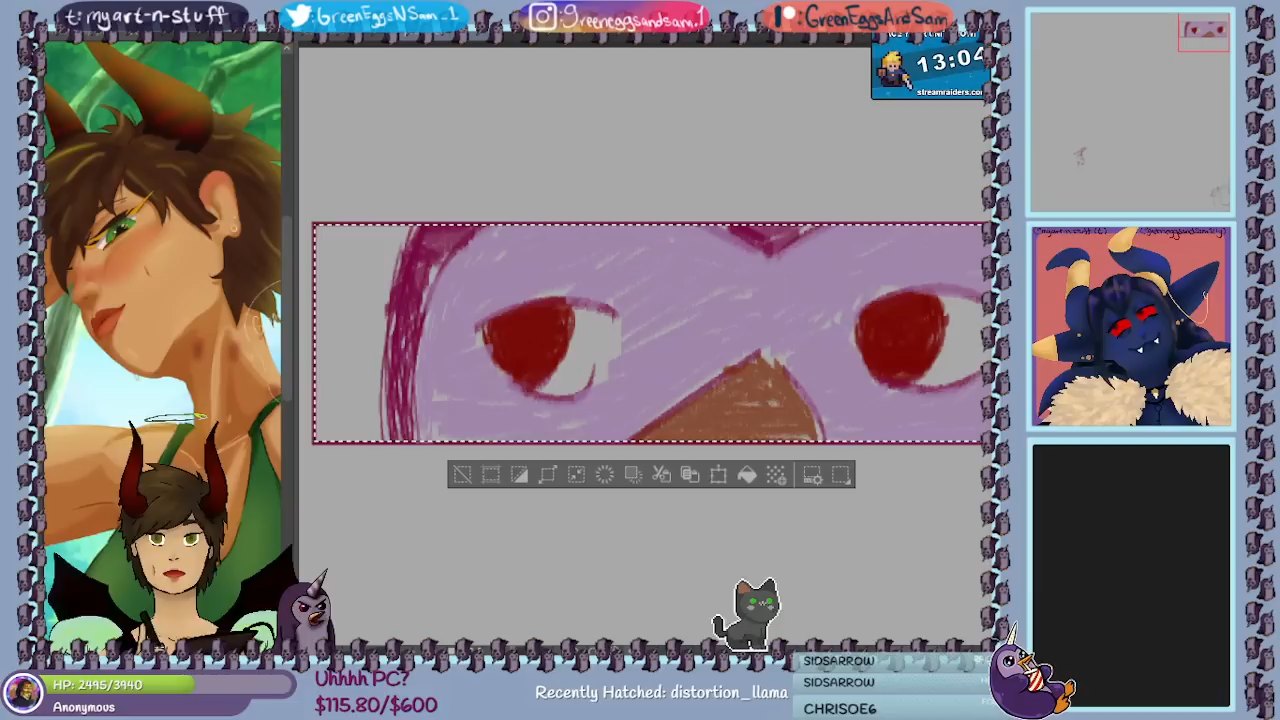 t:myart-n-stuff
:GreenEggsNSam_1
:greeneggsandsam.1
:GreenEggsAndSam
13:04
streamraiders.com
HP: 2495/3940
Anonymous
Uhhhh PC?
$115.80/$600
Recently Hatched: distortion_llama
SIDSARROW
SIDSARROW
CHRISOE6